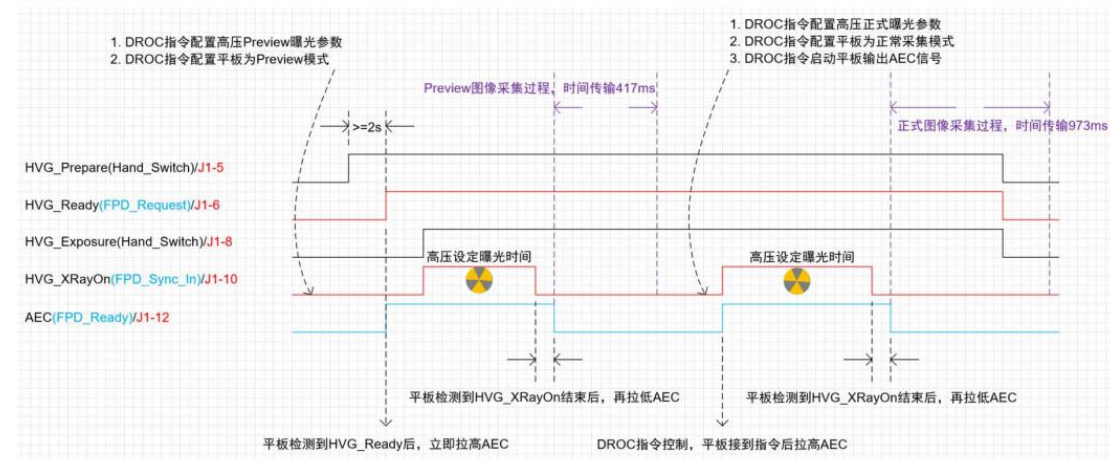 1. DROC指令配置高压Preview曝光参数
2. DROC指令配置平板为Preview模式
1. DROC指令配置高压正式曝光参数
2. DROC指令配置平板为正常采集模式
3. DROC指令启动平板输出AEC信号
Preview图像采集过程，时间传输417ms
正式图像采集过程，时间传输973ms
>=2s
HVG_Prepare(Hand_Switch)/J1-5
HVG_Ready(FPD_Request)/J1-6
HVG_Exposure(Hand_Switch)/J1-8
高压设定曝光时间
高压设定曝光时间
HVG_XRayOn(FPD_Sync_In)/J1-10
AEC(FPD_Ready)/J1-12
平板检测到HVG_XRayOn结束后，再拉低AEC
平板检测到HVG_XRayOn结束后，再拉低AEC
平板检测到HVG_Ready后，立即拉高AEC
DROC指令控制，平板接到指令后拉高AEC